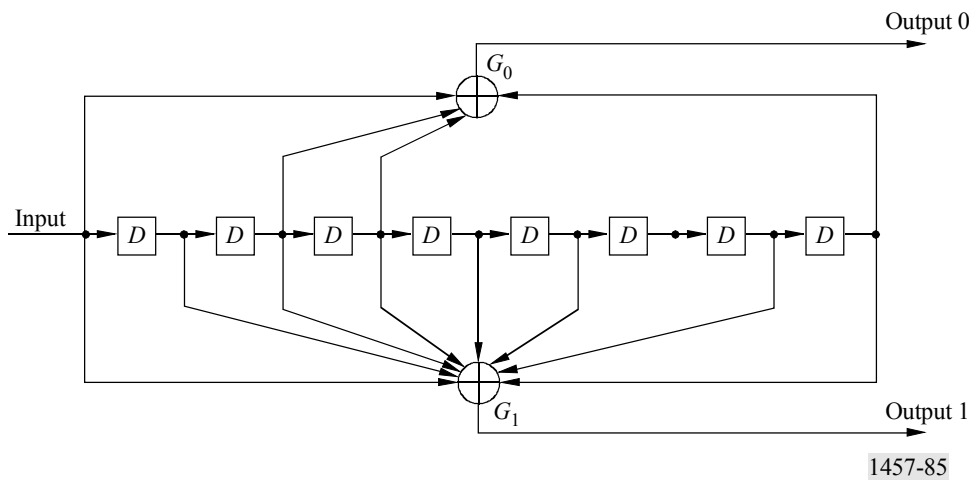 Output 0
G0
Input
D D D D D D D D
G1
Output 1
1457-85